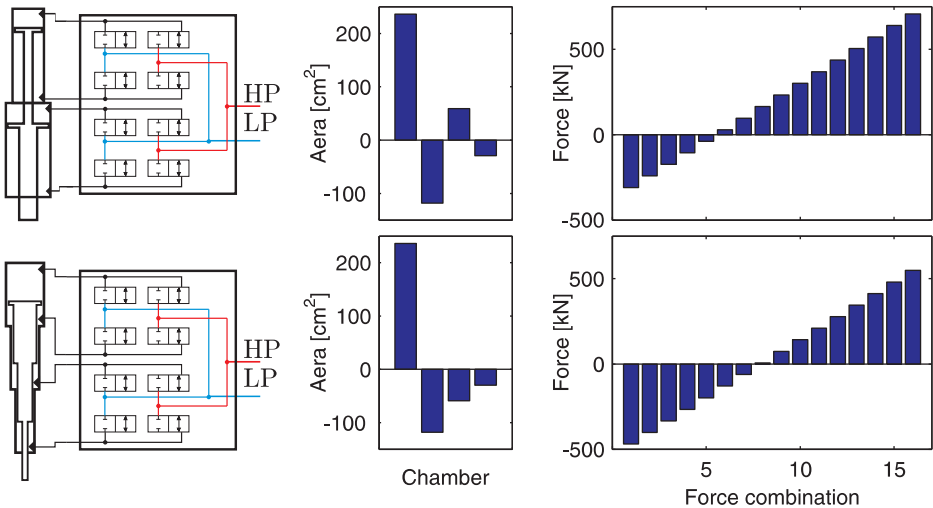 HP
LP
Aera [cm²]
200
100
0
-100
Force [kN]
500
0
-500
HP
LP
Aera [cm²]
200
100
0
-100
Chamber
Force [kN]
500
0
-500
5
10
15
Force combination